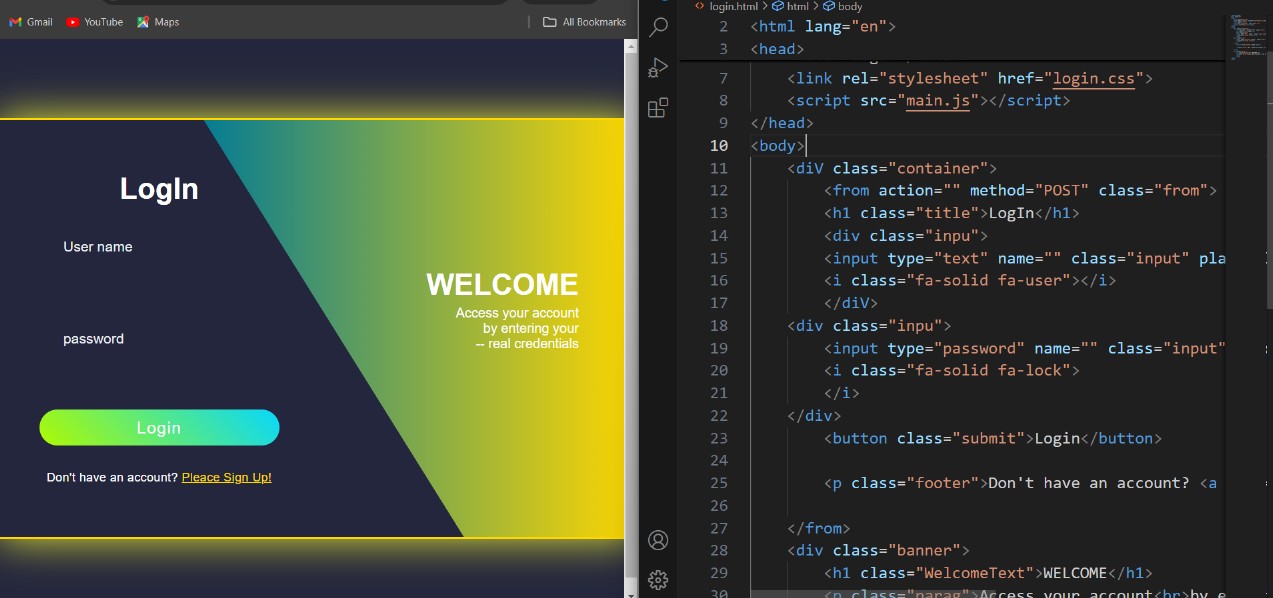 Gmail YouTube Maps All Bookmarks
LogIn
User name
password
Login
Don't have an account? Pleace Sign Up!
WELCOME
Access your account
by entering your
-- real credentials
login.html > html > body
2 <html lang="en">
3 <head>
7 <link rel="stylesheet" href="login.css">
8 <script src="main.js"></script>
9 </head>
10 <body>
11 <diV class="container">
12 <from action="" method="POST" class="from">
13 <h1 class="title">LogIn</h1>
14 <div class="inpu">
15 <input type="text" name="" class="input" pla
16 <i class="fa-solid fa-user"></i>
17 </diV>
18 <div class="inpu">
19 <input type="password" name="" class="input"
20 <i class="fa-solid fa-lock">
21 </i>
22 </div>
23 <button class="submit">Login</button>
24
25 <p class="footer">Don't have an account? <a
26
27 </from>
28 <div class="banner">
29 <h1 class="WelcomeText">WELCOME</h1>
30 <p class="parag">Access your account<br>by e